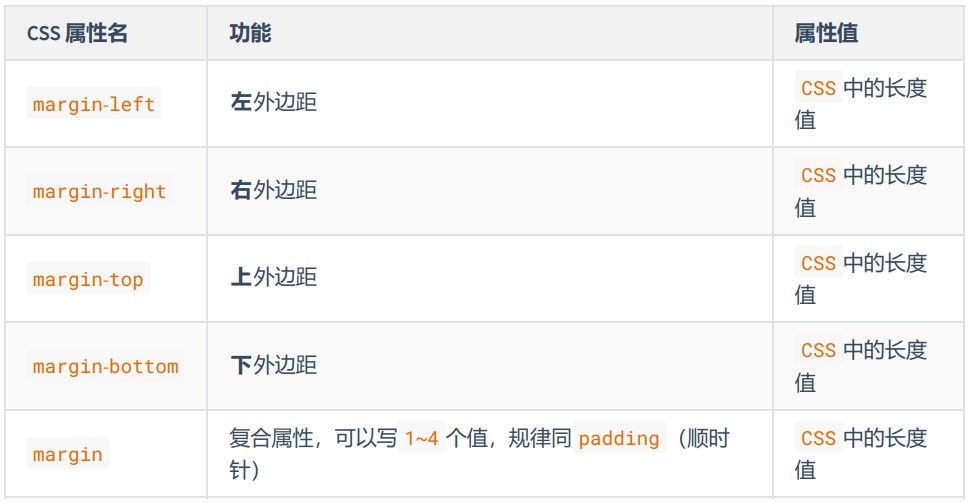 CSS 属性名 功能 属性值
margin-left 左外边距 CSS 中的长度
值
margin-right 右外边距 CSS 中的长度
值
margin-top 上外边距 CSS 中的长度
值
margin-bottom 下外边距 CSS 中的长度
值
margin 复合属性，可以写 1~4 个值，规律同 padding （顺时
针） CSS 中的长度
值